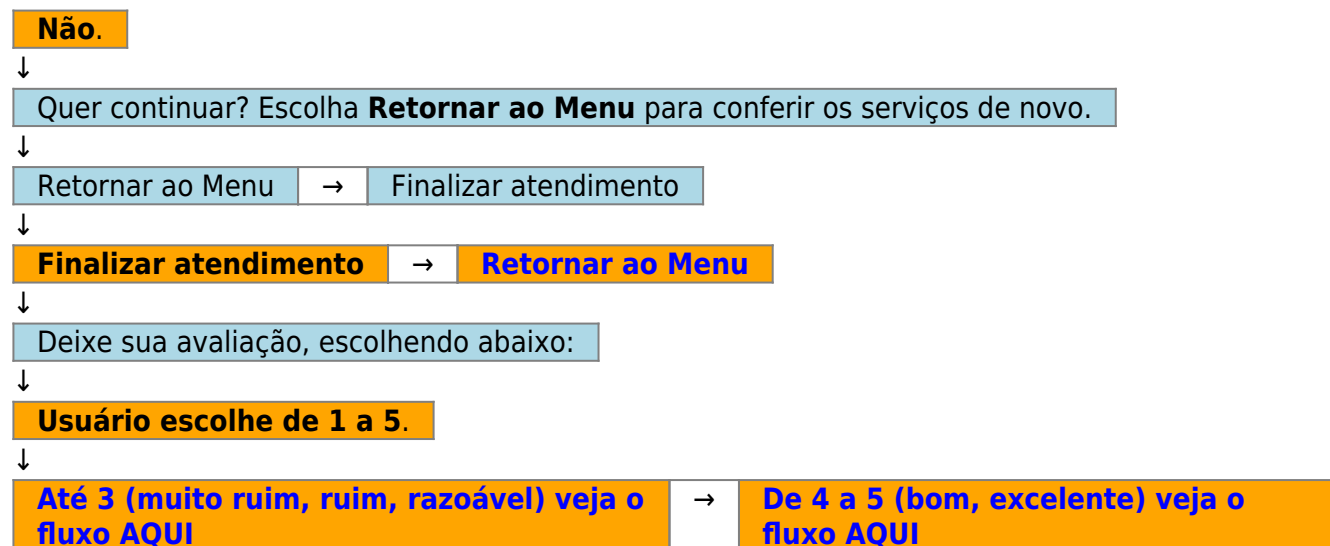 Não.
↓
Quer continuar? Escolha Retornar ao Menu para conferir os serviços de novo.
↓
Retornar ao Menu → Finalizar atendimento
↓
Finalizar atendimento → Retornar ao Menu
↓
Deixe sua avaliação, escolhendo abaixo:
↓
Usuário escolhe de 1 a 5.
↓
Até 3 (muito ruim, ruim, razoável) veja o → De 4 a 5 (bom, excelente) veja o
fluxo AQUI fluxo AQUI